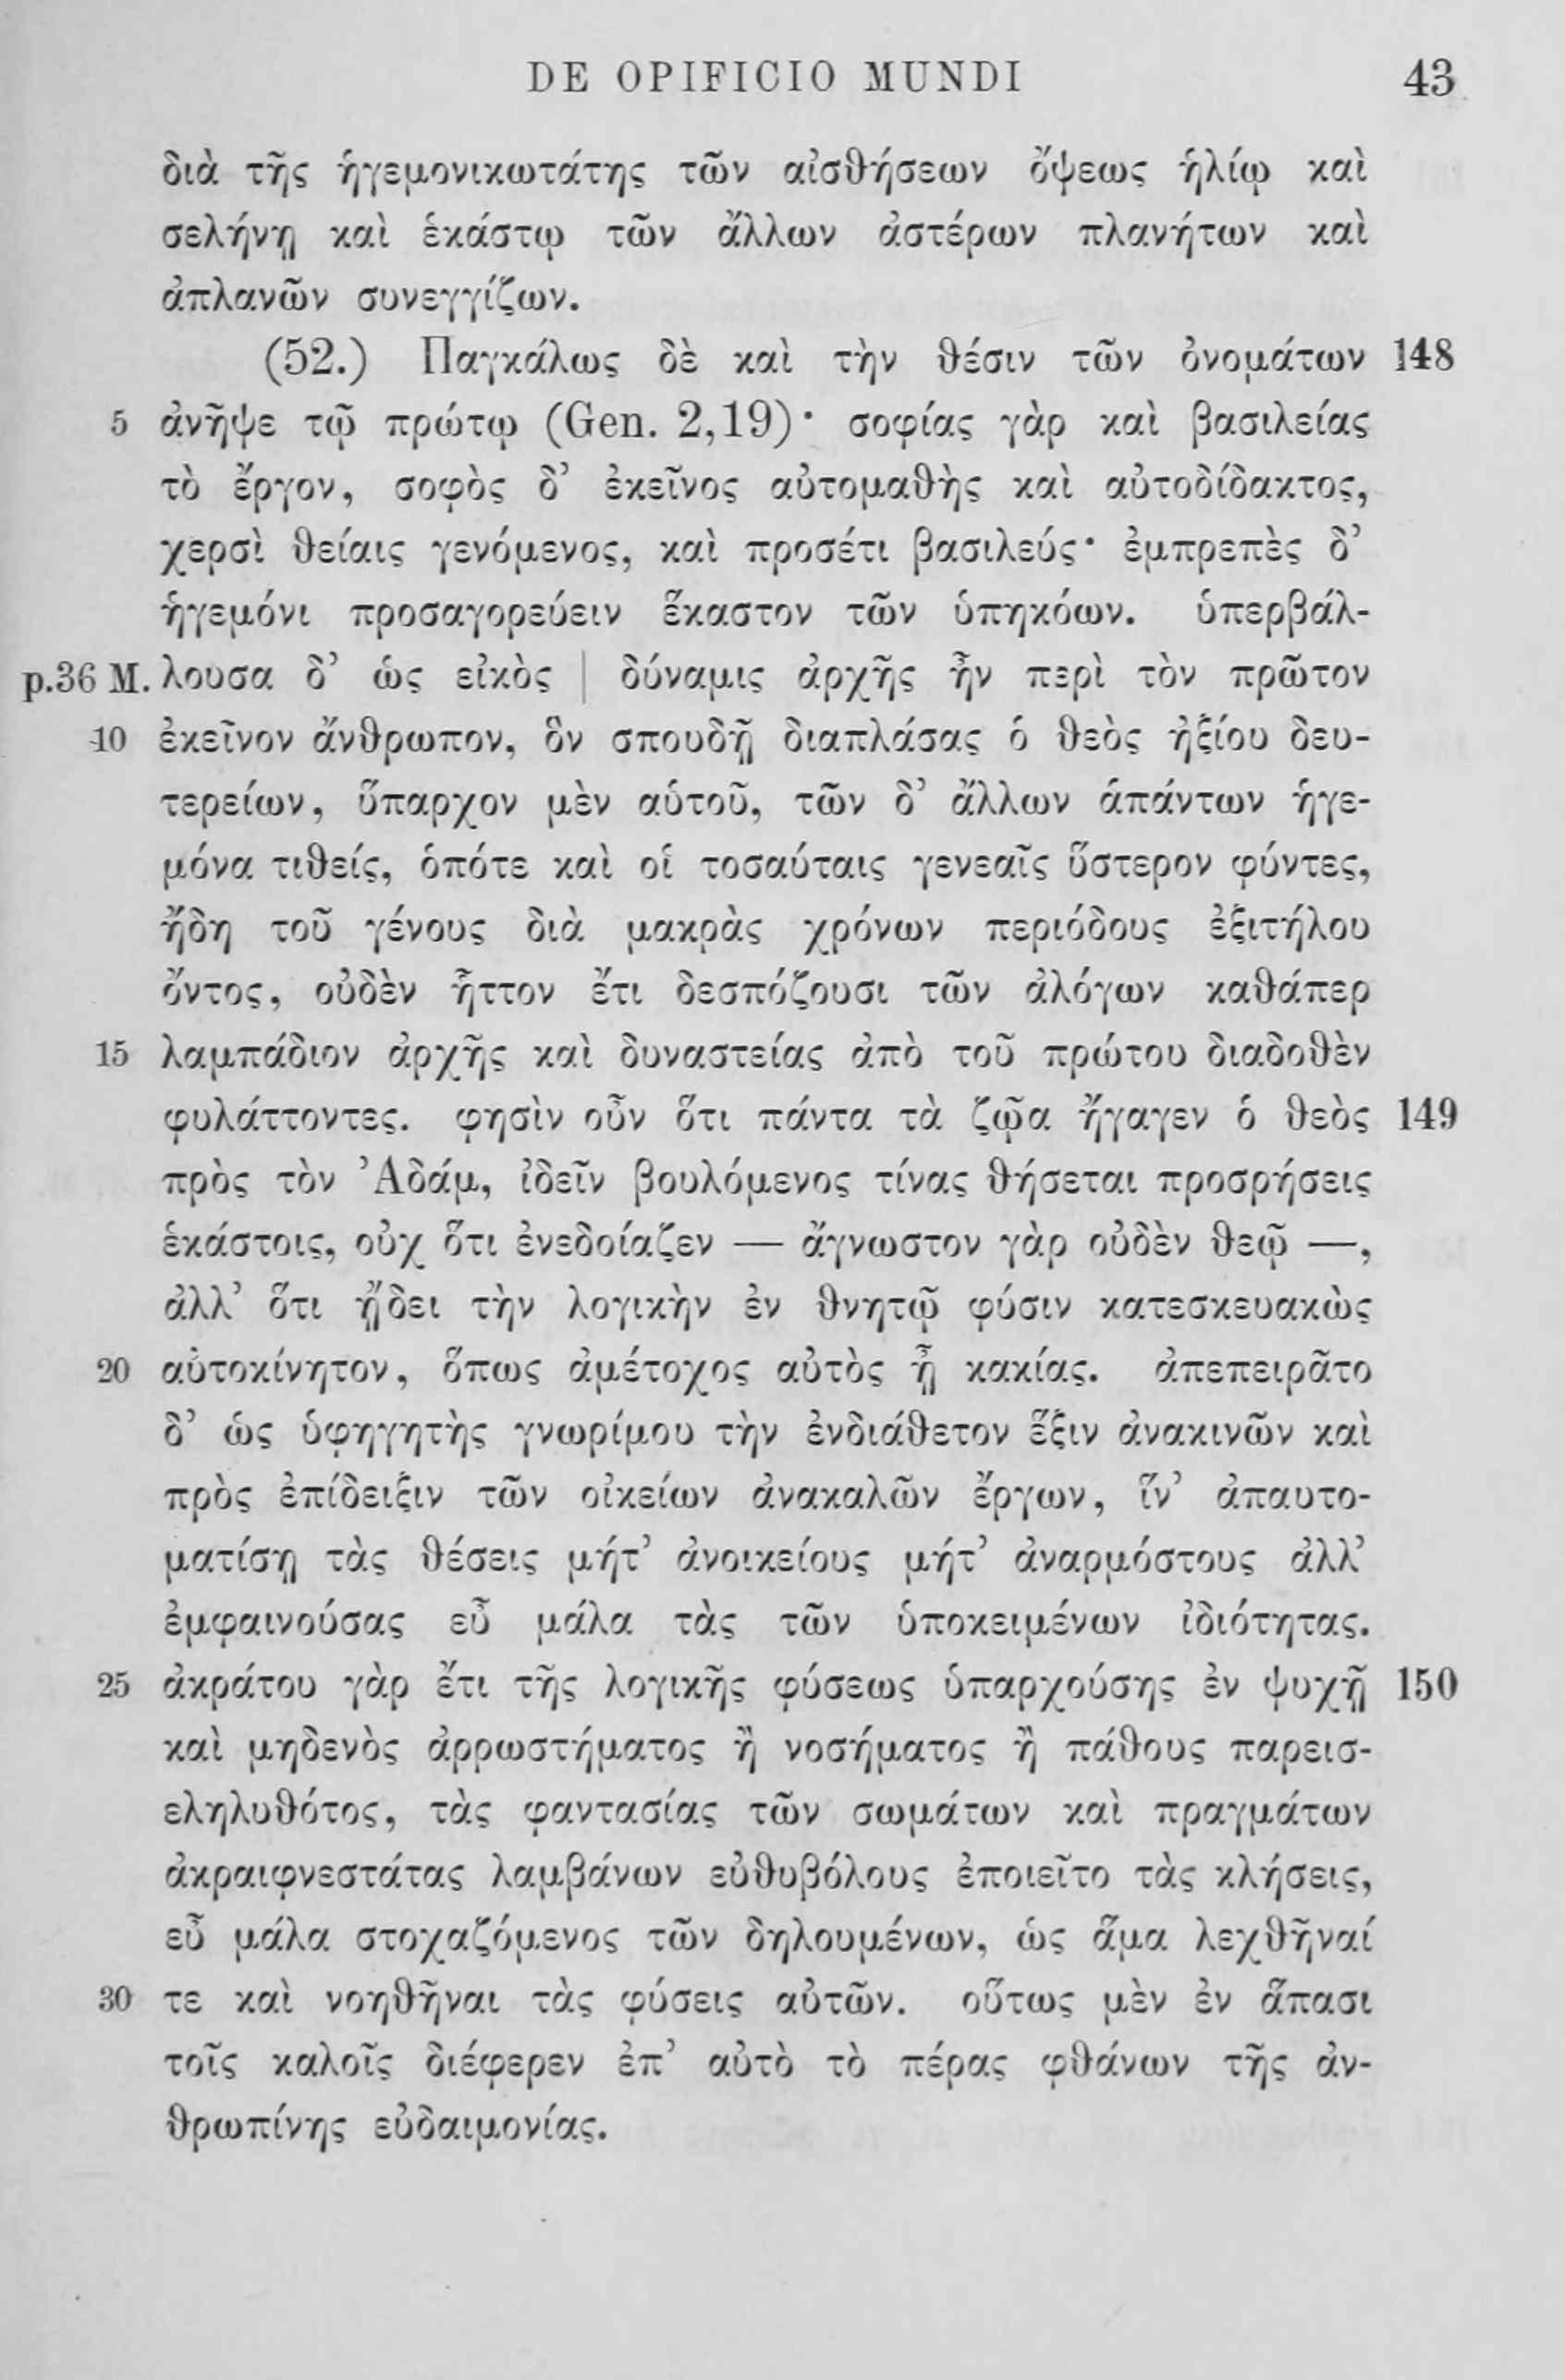 DE OPIFICIO MUNDI 43
διὰ τῆς ἡγεμονικωτάτης τῶν αἰσθήσεων ὄψεως ἡλίῳ καὶ
σελήνῃ καὶ ἑκάστῳ τῶν ἄλλων ἀστέρων πλανήτων καὶ
ἀπλανῶν συνεγγίζων.
(52.) Παγκάλως δὲ καὶ τὴν θέσιν τῶν ὀνομάτων 148
5 ἀνῆψε τῷ πρώτῳ (Gen. 2,19)· σοφίας γὰρ καὶ βασιλείας
τὸ ἔργον, σοφὸς δ’ ἐκεῖνος αὐτομαθὴς καὶ αὐτοδίδακτος,
χερσὶ θείαις γενόμενος, καὶ προσέτι βασιλεύς· ἐμπρεπὲς δ’
ἡγεμόνι προσαγορεύειν ἕκαστον τῶν ὑπηκόων. ὑπερβάλ-
p.36 M. λουσα δ’ ὡς εἰκὸς | δύναμις ἀρχῆς ἦν περὶ τὸν πρῶτον
10 ἐκεῖνον ἄνθρωπον, ὃν σπουδῇ διαπλάσας ὁ θεὸς ἠξίου δευ-
τερείων, ὕπαρχον μὲν αὑτοῦ, τῶν δ’ ἄλλων ἁπάντων ἡγε-
μόνα τιθείς, ὁπότε καὶ οἱ τοσαύταις γενεαῖς ὕστερον φύντες,
ἤδη τοῦ γένους διὰ μακρὰς χρόνων περιόδους ἐξιτήλου
ὄντος, οὐδὲν ἧττον ἔτι δεσπόζουσι τῶν ἀλόγων καθάπερ
15 λαμπάδιον ἀρχῆς καὶ δυναστείας ἀπὸ τοῦ πρώτου διαδοθὲν
φυλάττοντες. φησὶν οὖν ὅτι πάντα τὰ ζῷα ἤγαγεν ὁ θεὸς 149
πρὸς τὸν Ἀδάμ, ἰδεῖν βουλόμενος τίνας θήσεται προσρήσεις
ἑκάστοις, οὐχ ὅτι ἐνεδοίαζεν — ἄγνωστον γὰρ οὐδὲν θεῷ —,
ἀλλ’ ὅτι ᾔδει τὴν λογικὴν ἐν θνητῷ φύσιν κατεσκευακὼς
20 αὐτοκίνητον, ὅπως ἀμέτοχος αὐτὸς ᾖ κακίας. ἀπεπειρᾶτο
δ’ ὡς ὑφηγητὴς γνωρίμου τὴν ἐνδιάθετον ἕξιν ἀνακινῶν καὶ
πρὸς ἐπίδειξιν τῶν οἰκείων ἀνακαλῶν ἔργων, ἵν’ ἀπαυτο-
ματίσῃ τὰς θέσεις μήτ’ ἀνοικείους μήτ’ ἀναρμόστους ἀλλ’
ἐμφαινούσας εὖ μάλα τὰς τῶν ὑποκειμένων ἰδιότητας.
25 ἀκράτου γὰρ ἔτι τῆς λογικῆς φύσεως ὑπαρχούσης ἐν ψυχῇ 150
καὶ μηδενὸς ἀρρωστήματος ἢ νοσήματος ἢ πάθους παρεισ-
εληλυθότος, τὰς φαντασίας τῶν σωμάτων καὶ πραγμάτων
ἀκραιφνεστάτας λαμβάνων εὐθυβόλους ἐποιεῖτο τὰς κλήσεις,
εὖ μάλα στοχαζόμενος τῶν δηλουμένων, ὡς ἅμα λεχθῆναί
30 τε καὶ νοηθῆναι τὰς φύσεις αὐτῶν. οὕτως μὲν ἐν ἅπασι
τοῖς καλοῖς διέφερεν ἐπ’ αὐτὸ τὸ πέρας φθάνων τῆς ἀν-
θρωπίνης εὐδαιμονίας.